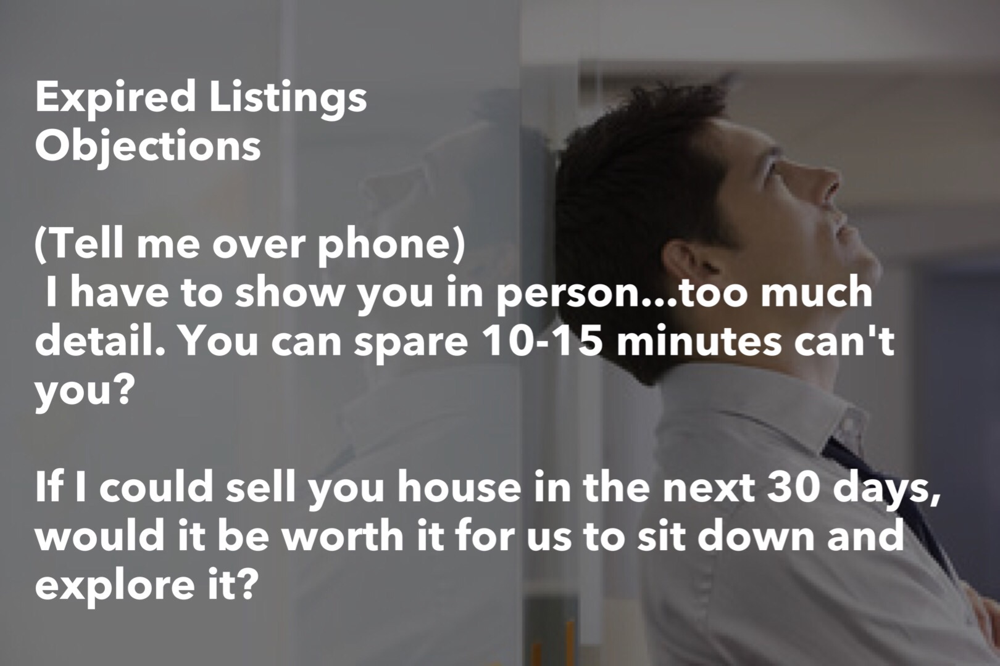 Expired Listings
Objections
(Tell me over phone)
I have to show you in person...too much
detail. You can spare 10-15 minutes can't
you?
If I could sell you house in the next 30 days,
would it be worth it for us to sit down and
explore it?